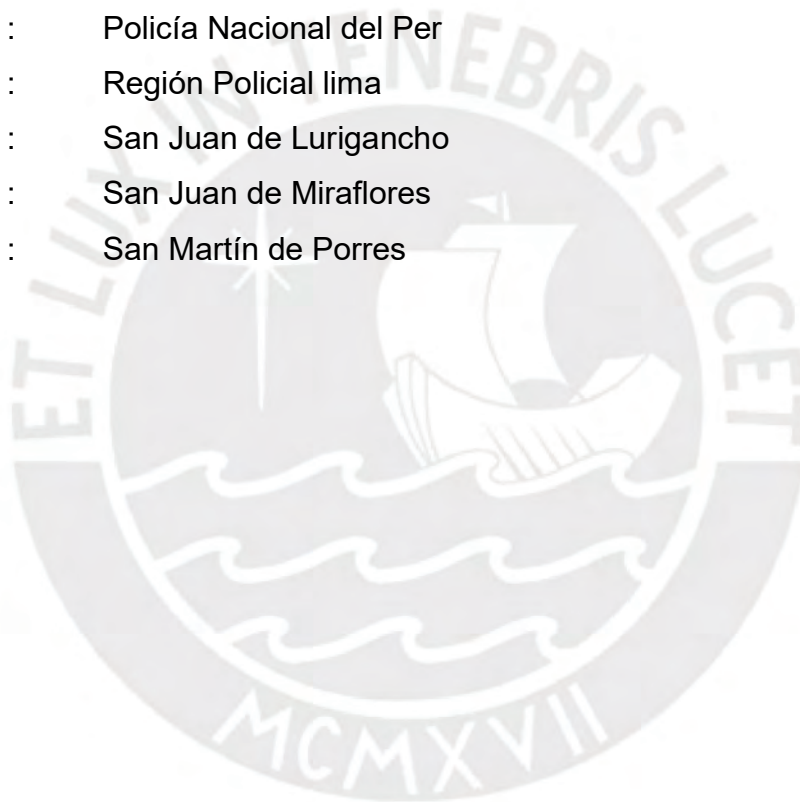 : Policía Nacional del Per
: Región Policial lima
: San Juan de Lurigancho
: San Juan de Miraflores
: San Martín de Porres
ET LUX IN TENEBRIS LUCET
MCMXVII